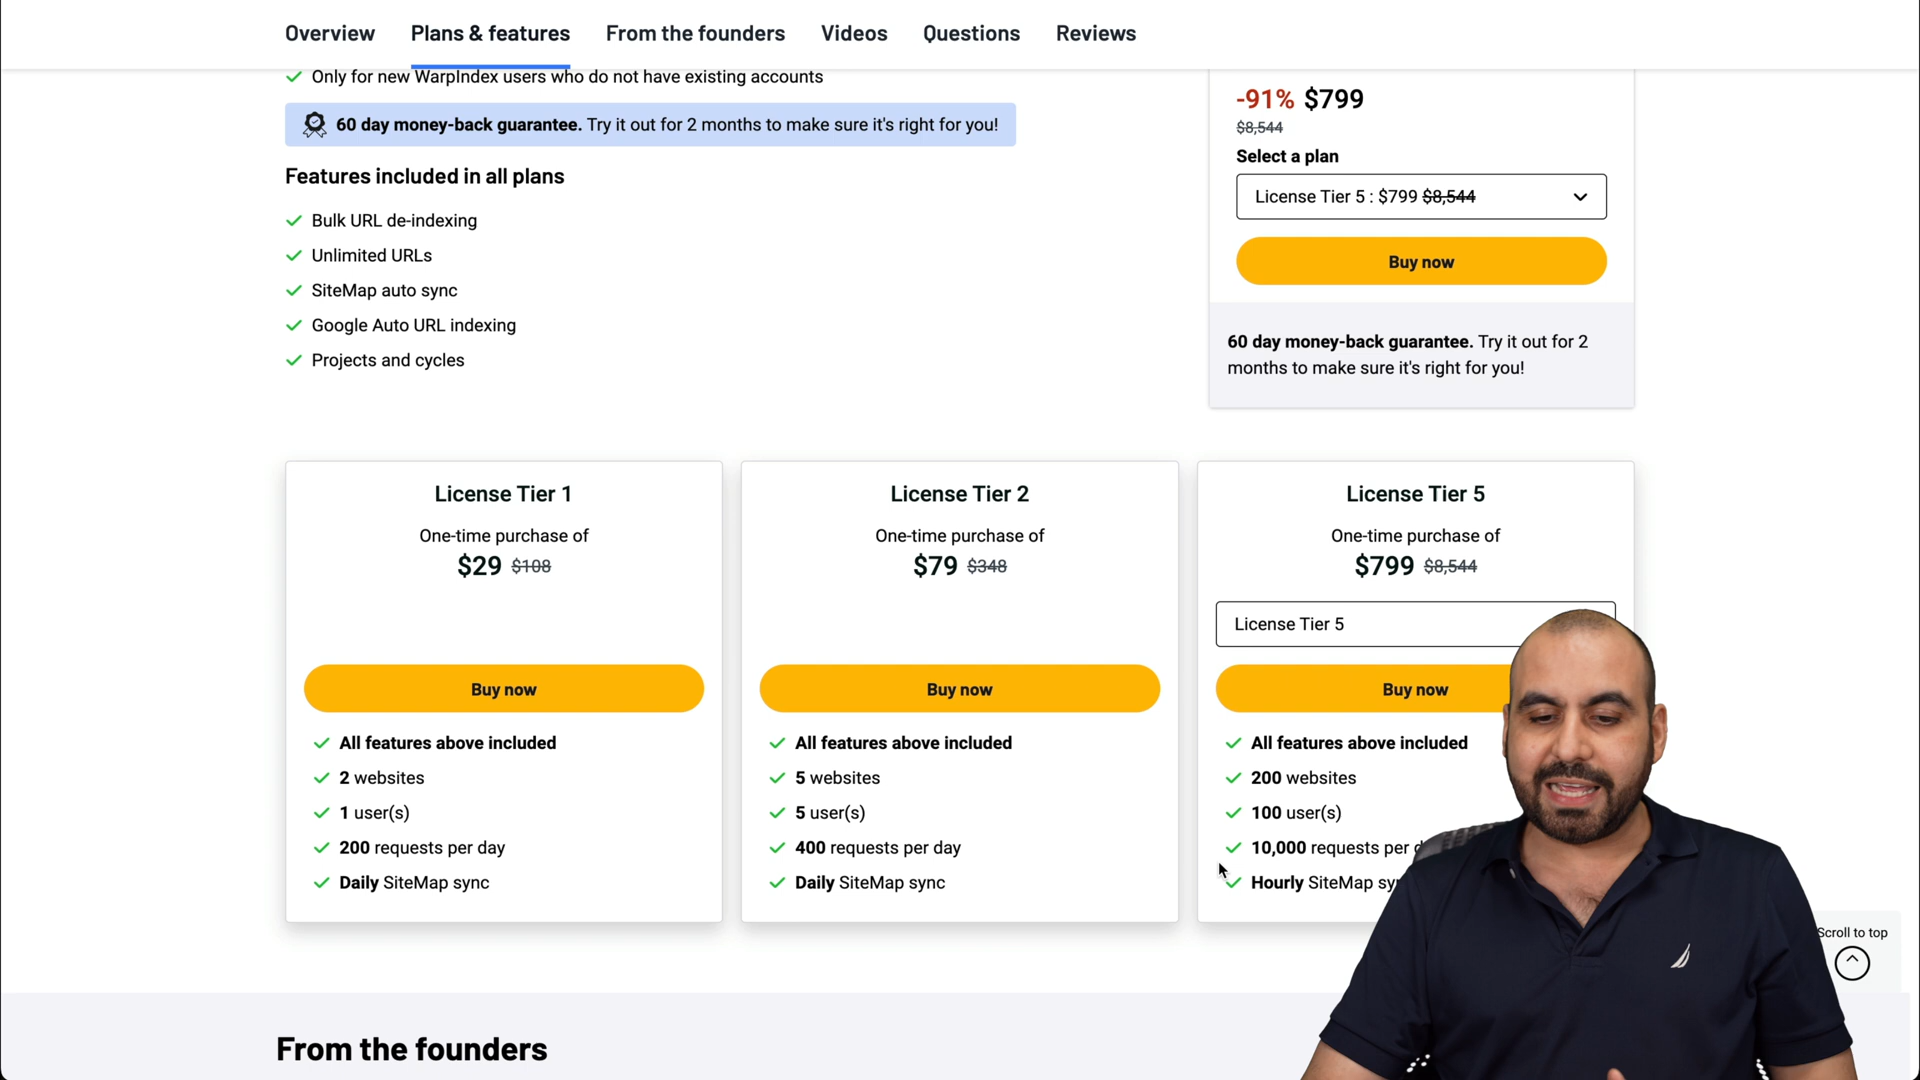 Overview Plans & features From the founders Videos Questions Reviews
Only for new WarpIndex users who do not have existing accounts
60 day money-back guarantee. Try it out for 2 months to make sure it's right for you!
Features included in all plans
Bulk URL de-indexing
Unlimited URLs
SiteMap auto sync
Google Auto URL indexing
Projects and cycles
-91% $799
$8,544
Select a plan
License Tier 5 : $799 $8,544
Buy now
60 day money-back guarantee. Try it out for 2
months to make sure it's right for you!
License Tier 1
One-time purchase of
$29 $108
Buy now
All features above included
2 websites
1 user(s)
200 requests per day
Daily SiteMap sync
License Tier 2
One-time purchase of
$79 $348
Buy now
All features above included
5 websites
5 user(s)
400 requests per day
Daily SiteMap sync
License Tier 5
One-time purchase of
$799 $8,544
License Tier 5
Buy now
All features above included
200 websites
100 user(s)
10,000 requests per
Hourly SiteMap
Scroll to top
From the founders